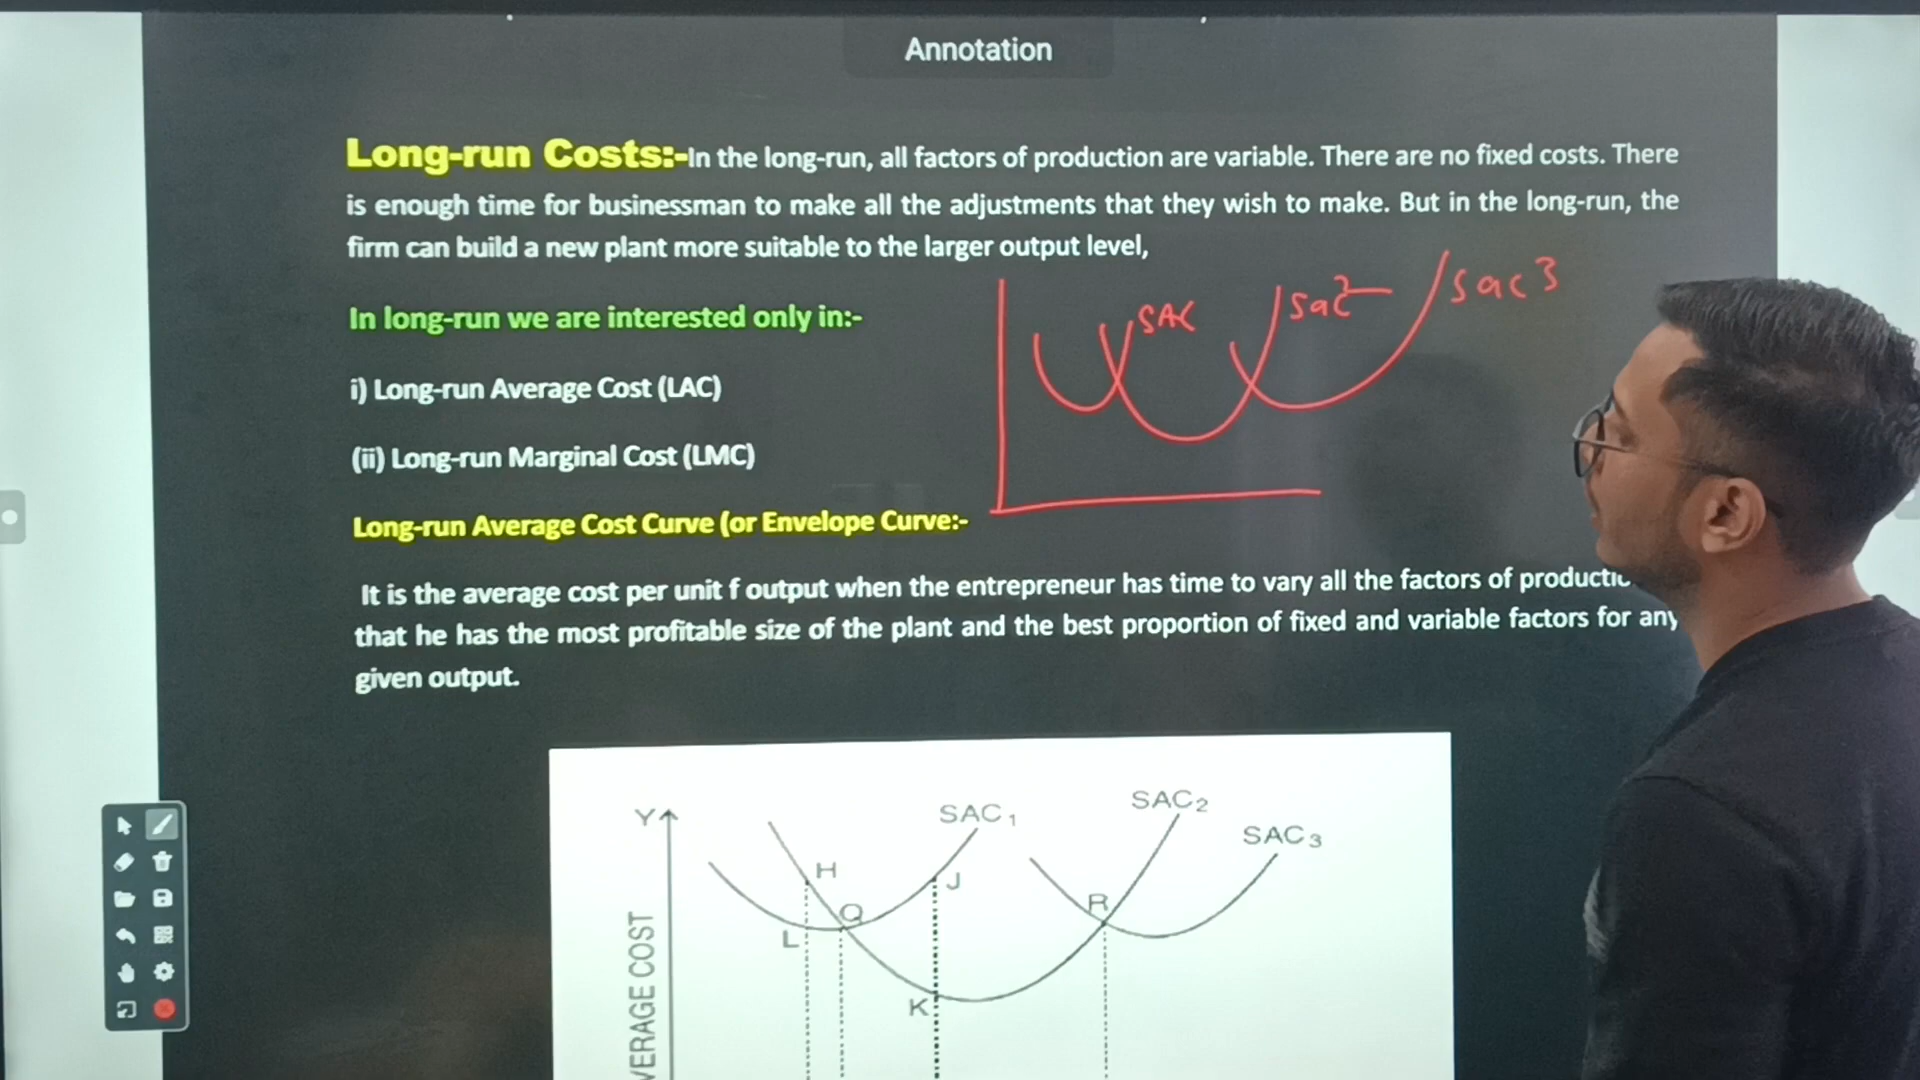 Annotation
Long-run Costs:-In the long-run, all factors of production are variable. There are no fixed costs. There
is enough time for businessman to make all the adjustments that they wish to make. But in the long-run, the
firm can build a new plant more suitable to the larger output level,
In long-run we are interested only in:-
SAC
sac2
sac3
i) Long-run Average Cost (LAC)
(ii) Long-run Marginal Cost (LMC)
Long-run Average Cost Curve (or Envelope Curve:-
It is the average cost per unit f output when the entrepreneur has time to vary all the factors of productio
that he has the most profitable size of the plant and the best proportion of fixed and variable factors for any
given output.
Y
SAC1
SAC2
SAC3
H
J
Q
R
L
K
VERAGE COST